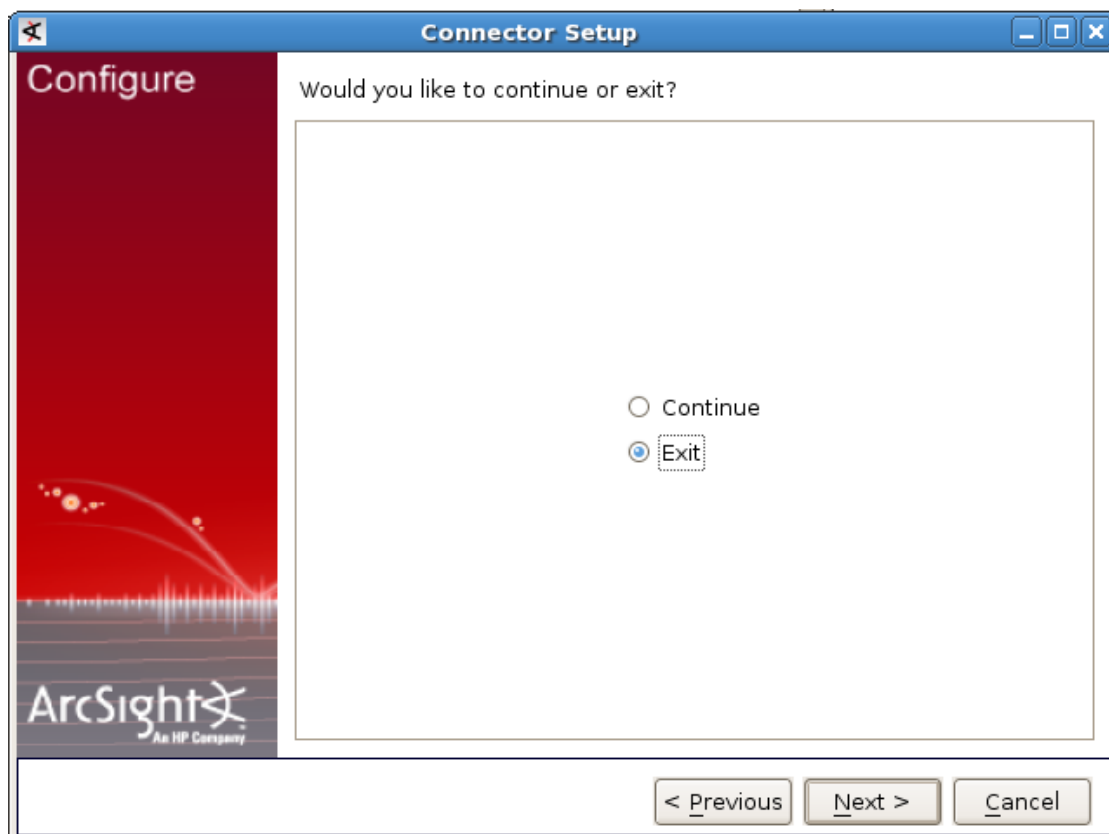 Connector Setup
Configure
Would you like to continue or exit?
Continue
Exit
ArcSight
An HP Company
< Previous
Next >
Cancel